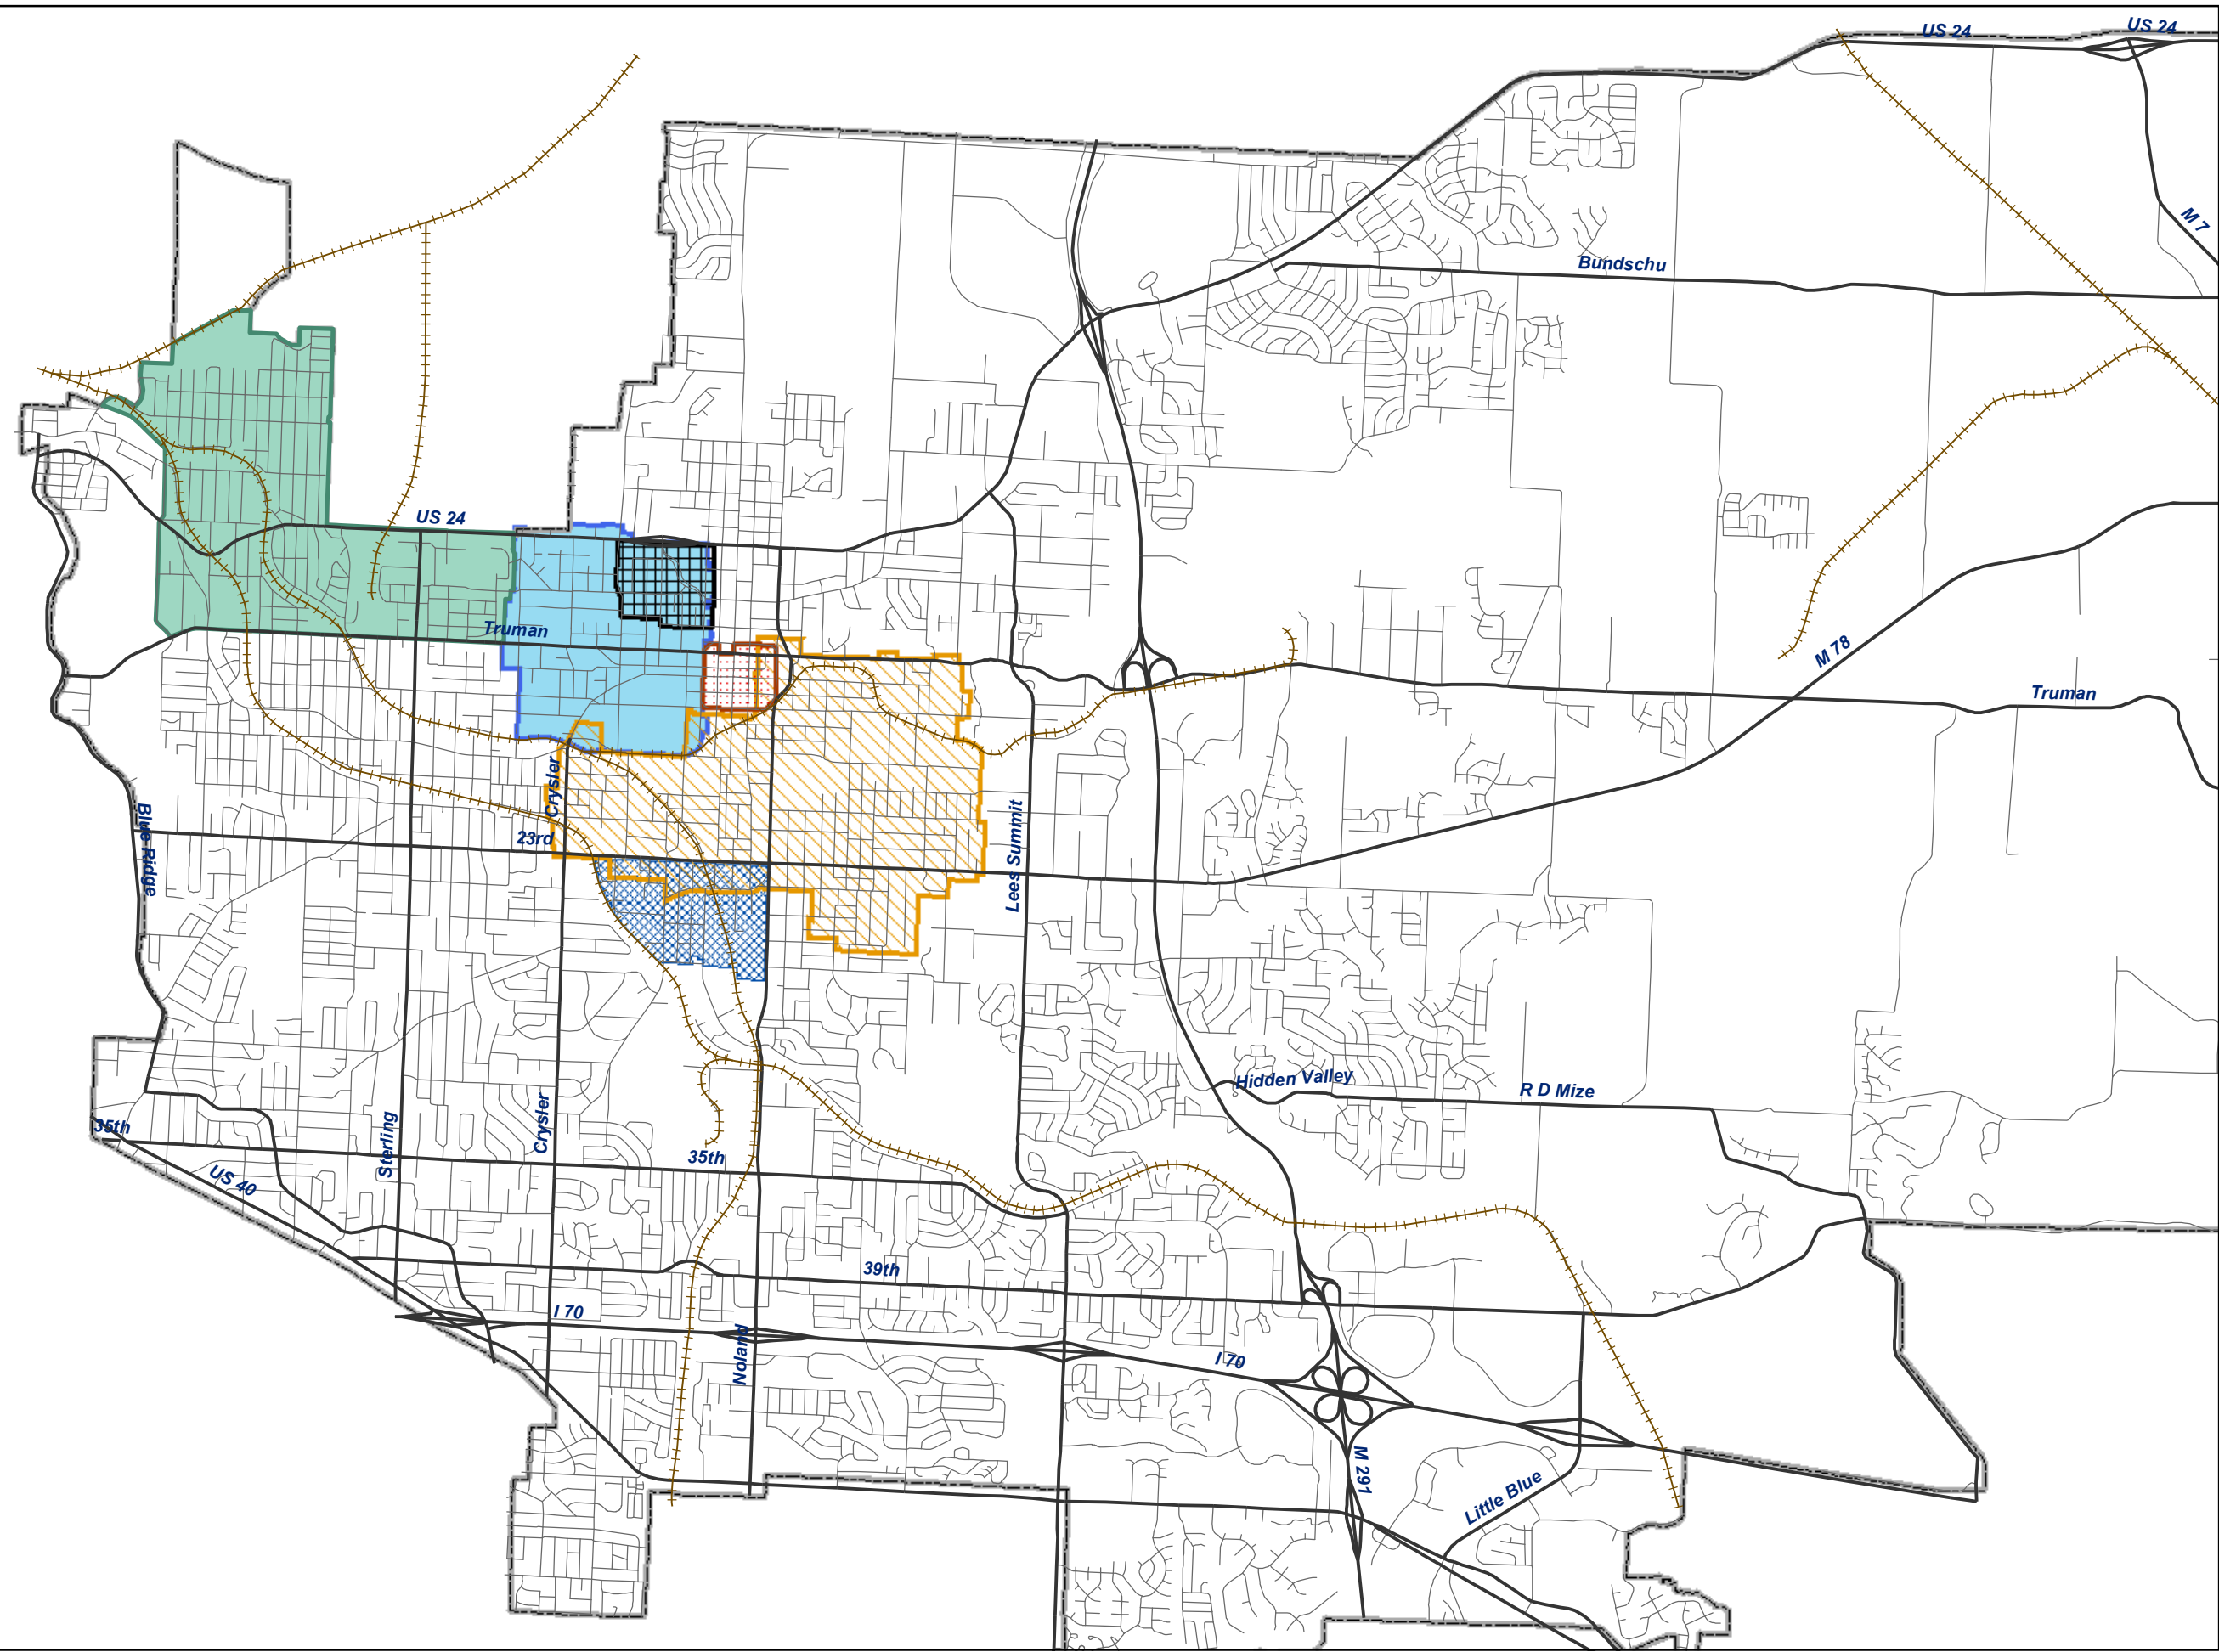 US 24
US 24
M 7
Bundschu
US 24
Truman
M 78
Truman
Crysler
Blue Ridge
23rd
Lees Summit
Hidden Valley
R D Mize
35th
Sterling
Crysler
35th
US 40
39th
I 70
Noland
I 70
M 291
Little Blue